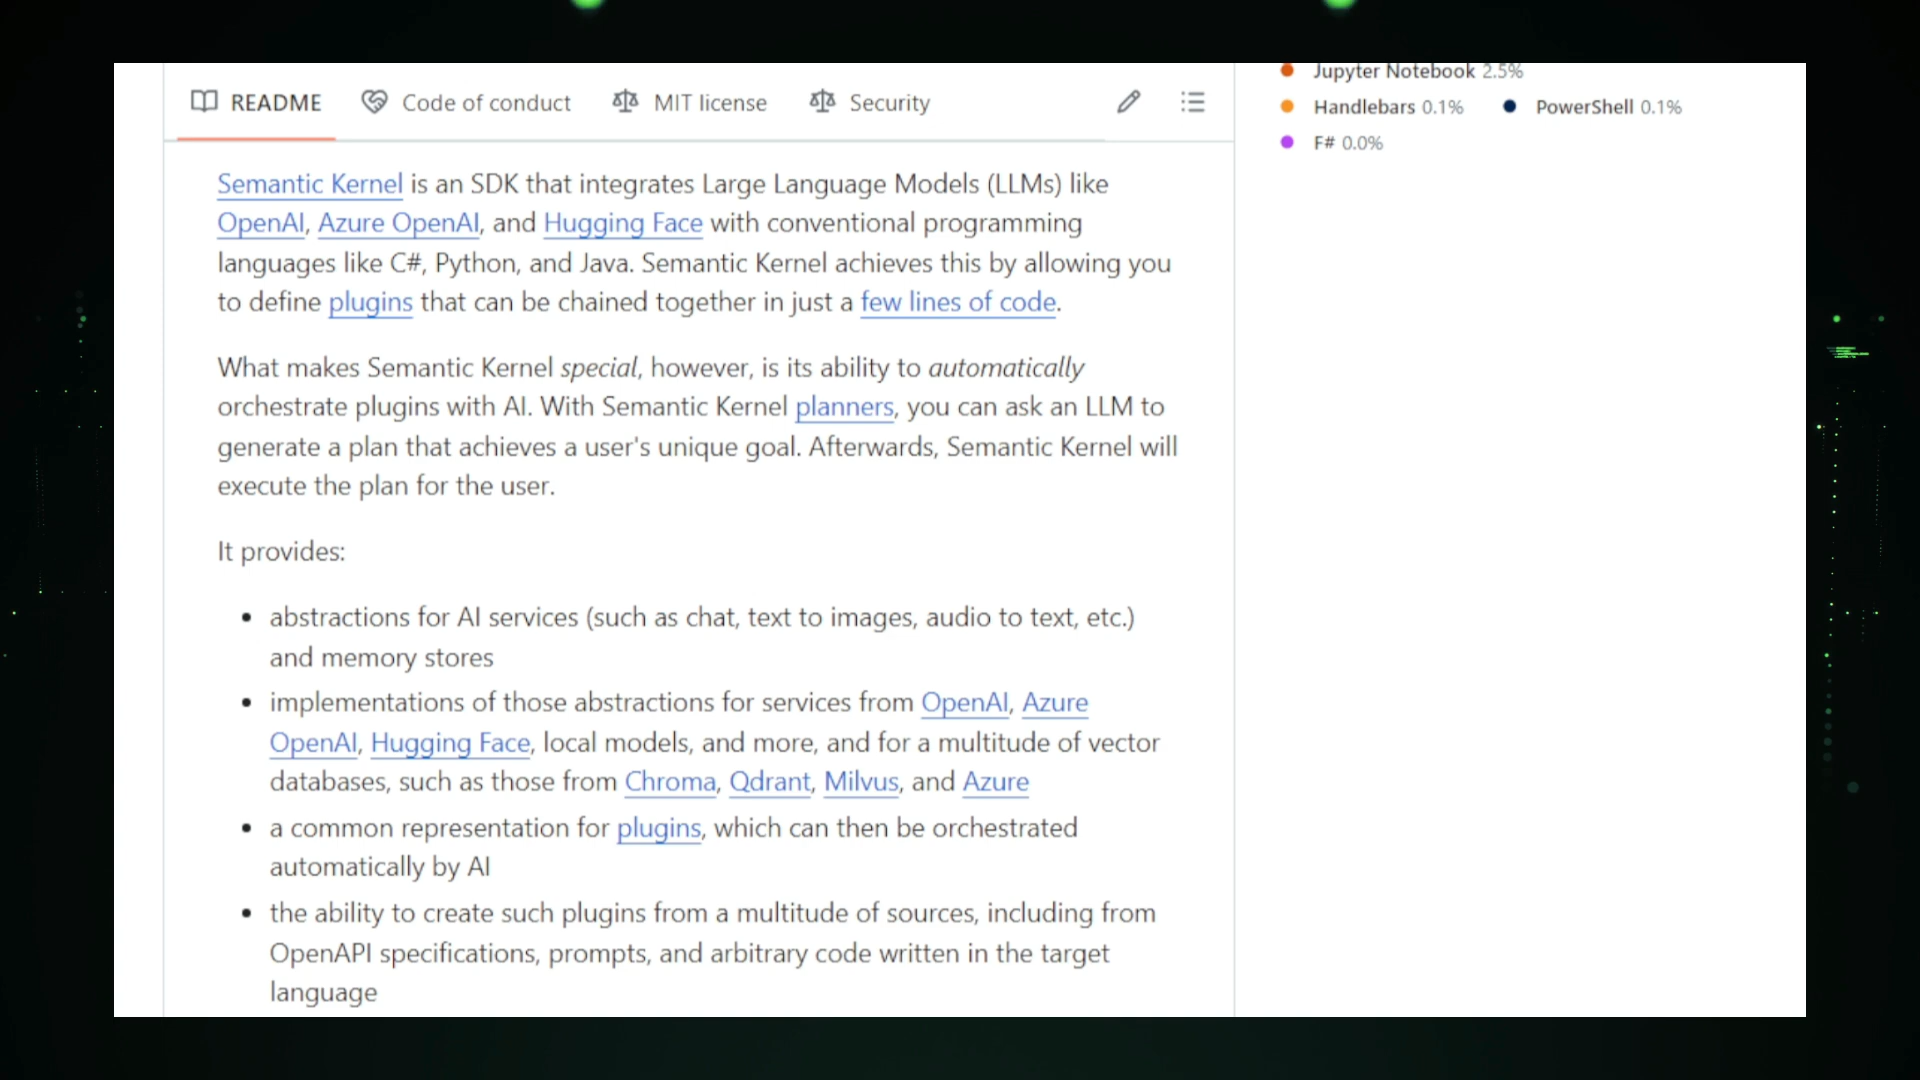 README Code of conduct MIT license Security
Semantic Kernel is an SDK that integrates Large Language Models (LLMs) like
OpenAI, Azure OpenAI, and Hugging Face with conventional programming
languages like C#, Python, and Java. Semantic Kernel achieves this by allowing you
to define plugins that can be chained together in just a few lines of code.
What makes Semantic Kernel special, however, is its ability to automatically
orchestrate plugins with AI. With Semantic Kernel planners, you can ask an LLM to
generate a plan that achieves a user's unique goal. Afterwards, Semantic Kernel will
execute the plan for the user.
It provides:
• abstractions for AI services (such as chat, text to images, audio to text, etc.)
and memory stores
• implementations of those abstractions for services from OpenAI, Azure
OpenAI, Hugging Face, local models, and more, and for a multitude of vector
databases, such as those from Chroma, Qdrant, Milvus, and Azure
• a common representation for plugins, which can then be orchestrated
automatically by AI
• the ability to create such plugins from a multitude of sources, including from
OpenAPI specifications, prompts, and arbitrary code written in the target
language
Jupyter Notebook 2.5%
Handlebars 0.1% PowerShell 0.1%
F# 0.0%